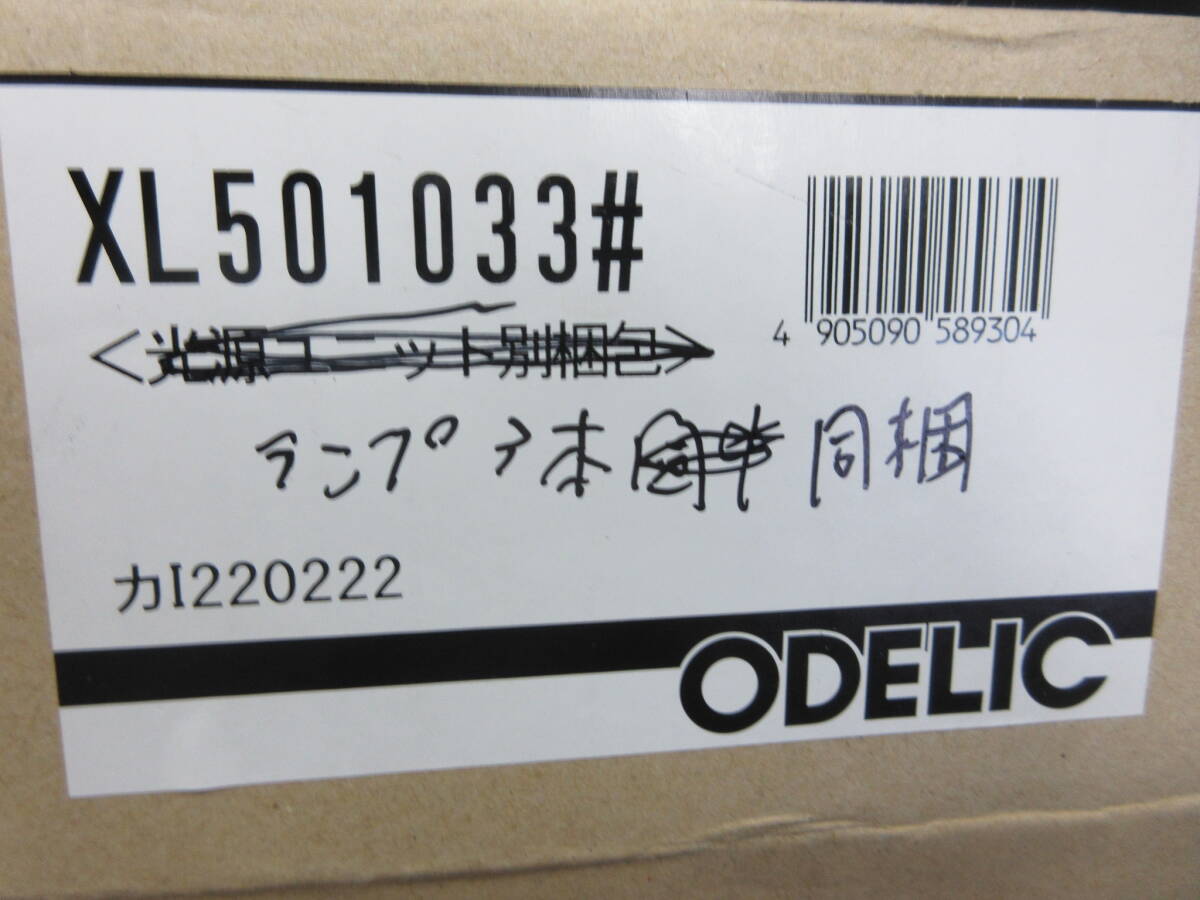 XL501033#
<光源ユニット別梱包>
4 905090 589304
ランプ 3本 同梱
カI220222
ODELIC